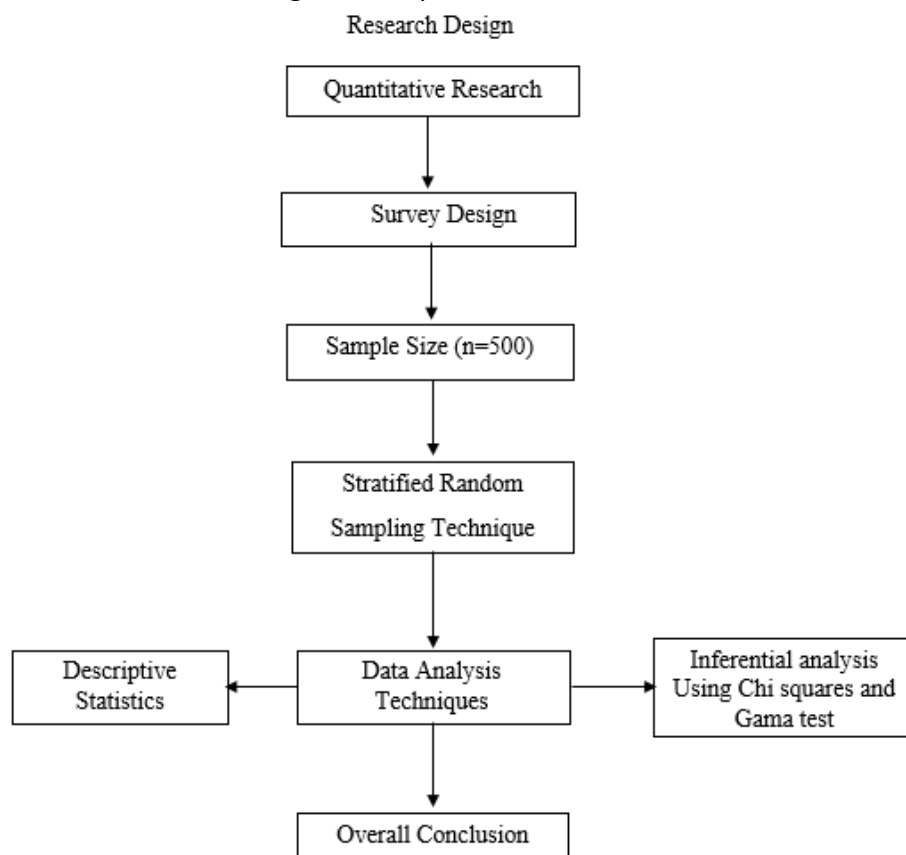 Research Design
Quantitative Research
Survey Design
Sample Size (n=500)
Stratified Random
Sampling Technique
Descriptive
Statistics
Data Analysis
Techniques
Inferential analysis
Using Chi squares and
Gama test
Overall Conclusion